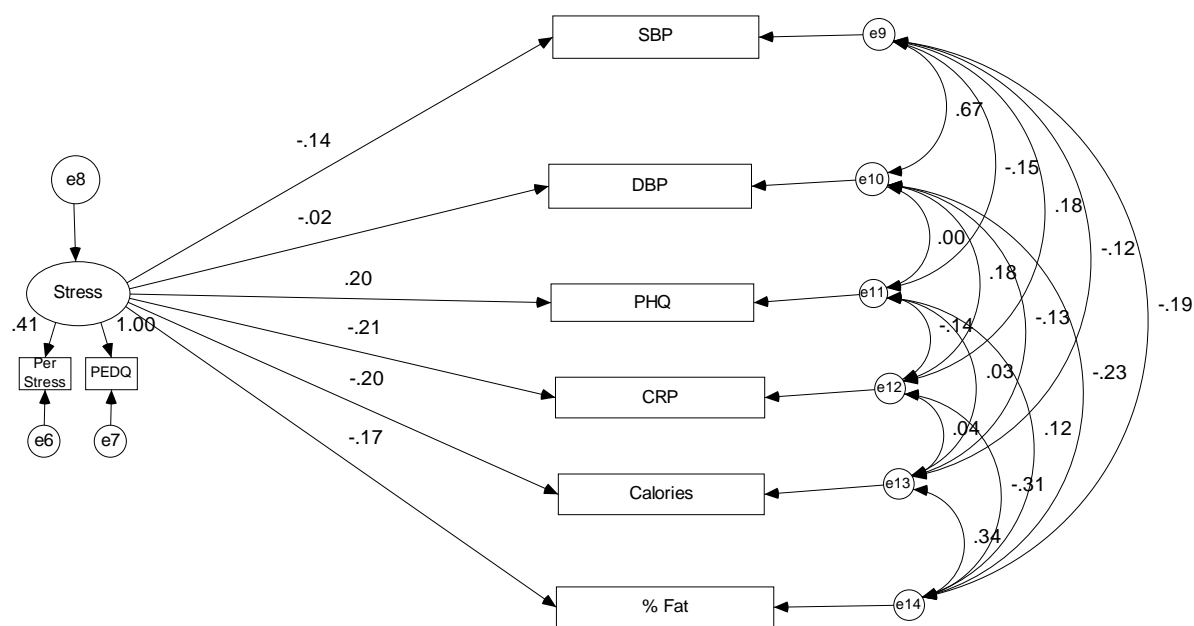 SBP
e9
.67
-.14
e8
DBP
e10
-.15
-.02
.18
.00
-.12
Stress
.20
PHQ
e11
.18
-.19
.41
1.00
-.21
-.14
-.13
Per
Stress
PEDQ
.03
-.23
-.20
CRP
e12
e6
e7
-.17
.04
.12
Calories
e13
-.31
.34
% Fat
e14